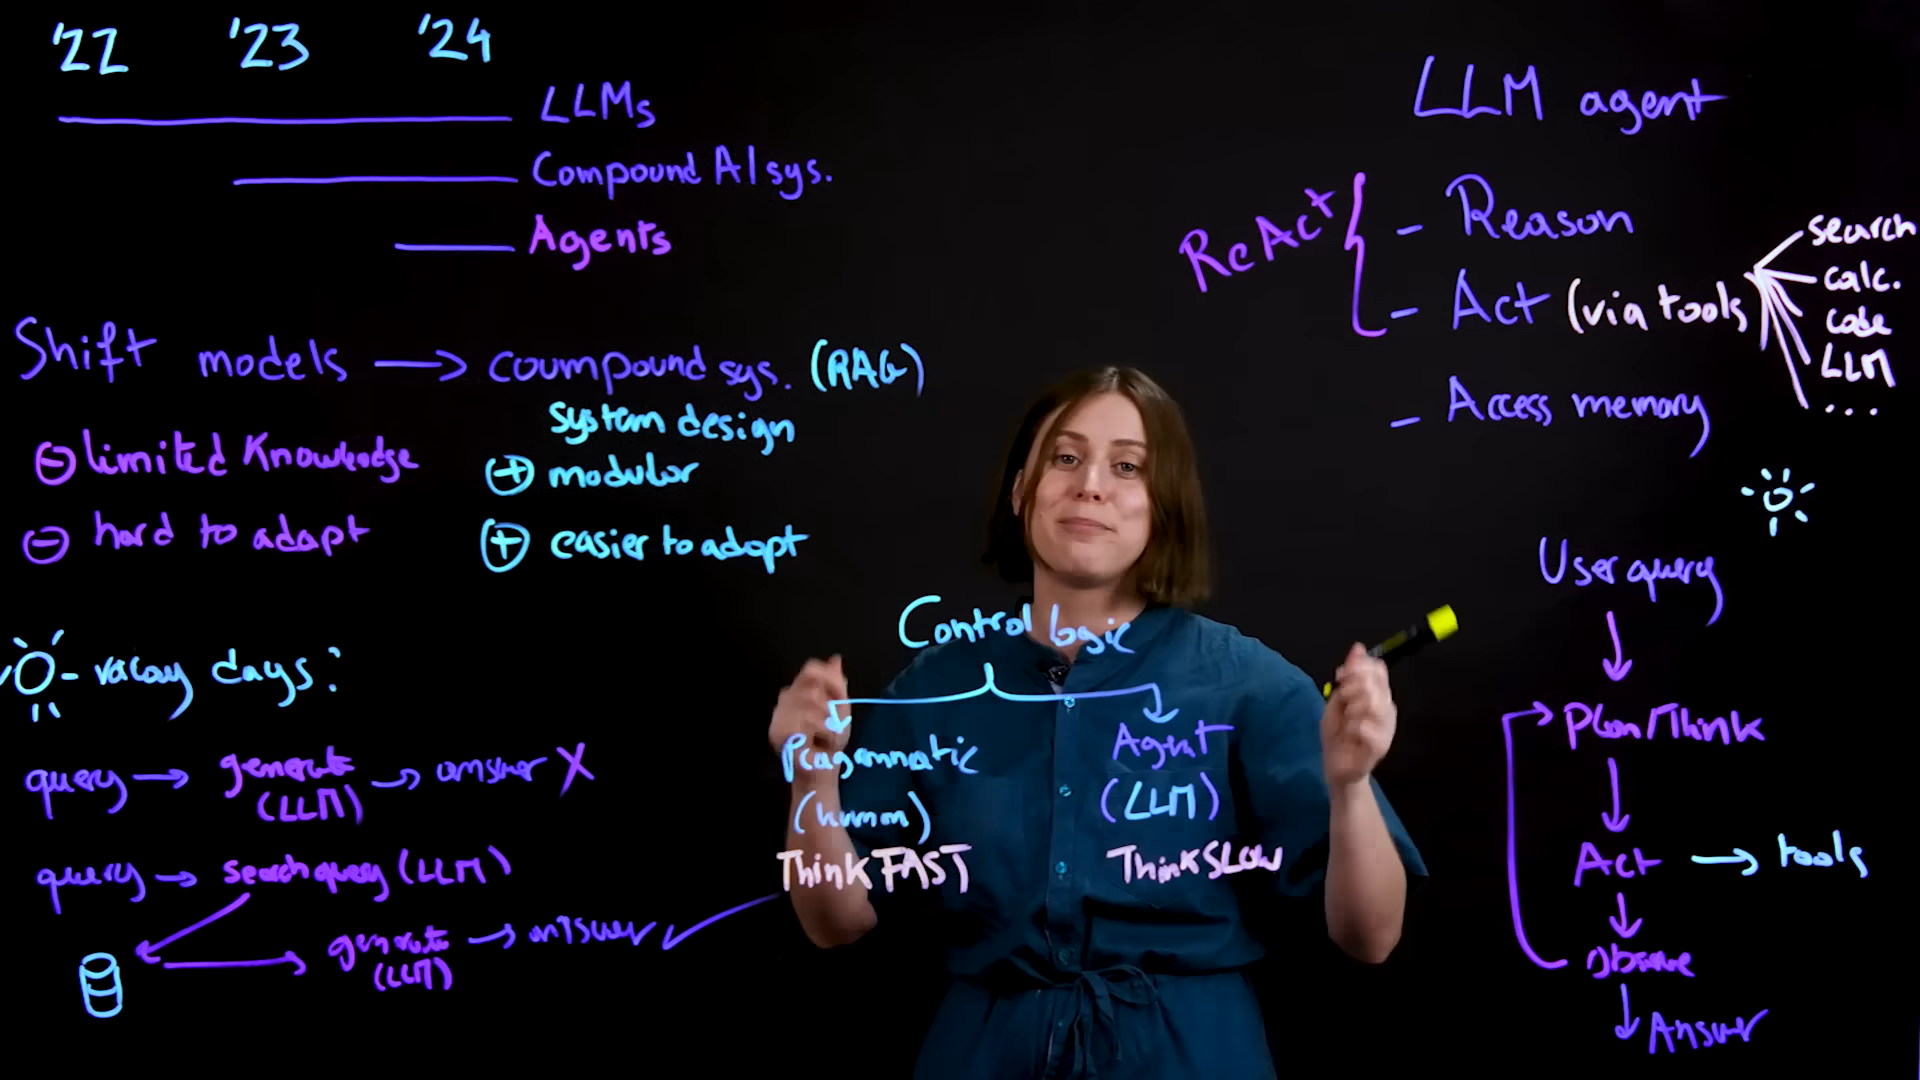 '22 '23 '24
LLMs
Compound AI sys.
Agents
Shift models → coumpound sys. (RAG)
system design
⊖ limited Knowledge
⊕ modular
⊖ hard to adapt
⊕ easier to adapt
vacay days:
query → generate → answer X
(LLM)
query → search query (LLM)
generate → answer ✓
(LLM)
Control logic
Programmatic
(human)
Think FAST
Agent
(LLM)
Think SLOW
LLM agent
ReAct
- Reason
- Act (via tools)
- Access memory
search
calc.
code
LLM
...
User query
↓
Plan/Think
↓
Act → tools
↓
Observe
↓ Answer